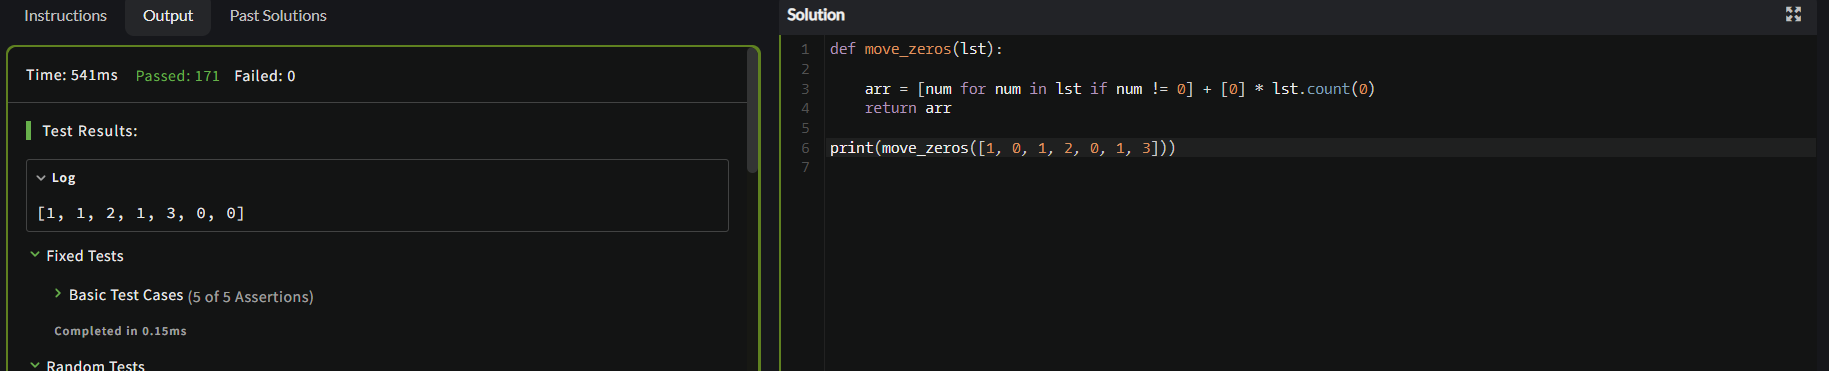 Instructions Output Past Solutions
Time: 541ms Passed: 171 Failed: 0
Test Results:
Log
[1, 1, 2, 1, 3, 0, 0]
Fixed Tests
Basic Test Cases (5 of 5 Assertions)
Completed in 0.15ms
Random Tests
Solution
1 def move_zeros(lst):
2
3     arr = [num for num in lst if num != 0] + [0] * lst.count(0)
4     return arr
5
6 print(move_zeros([1, 0, 1, 2, 0, 1, 3]))
7